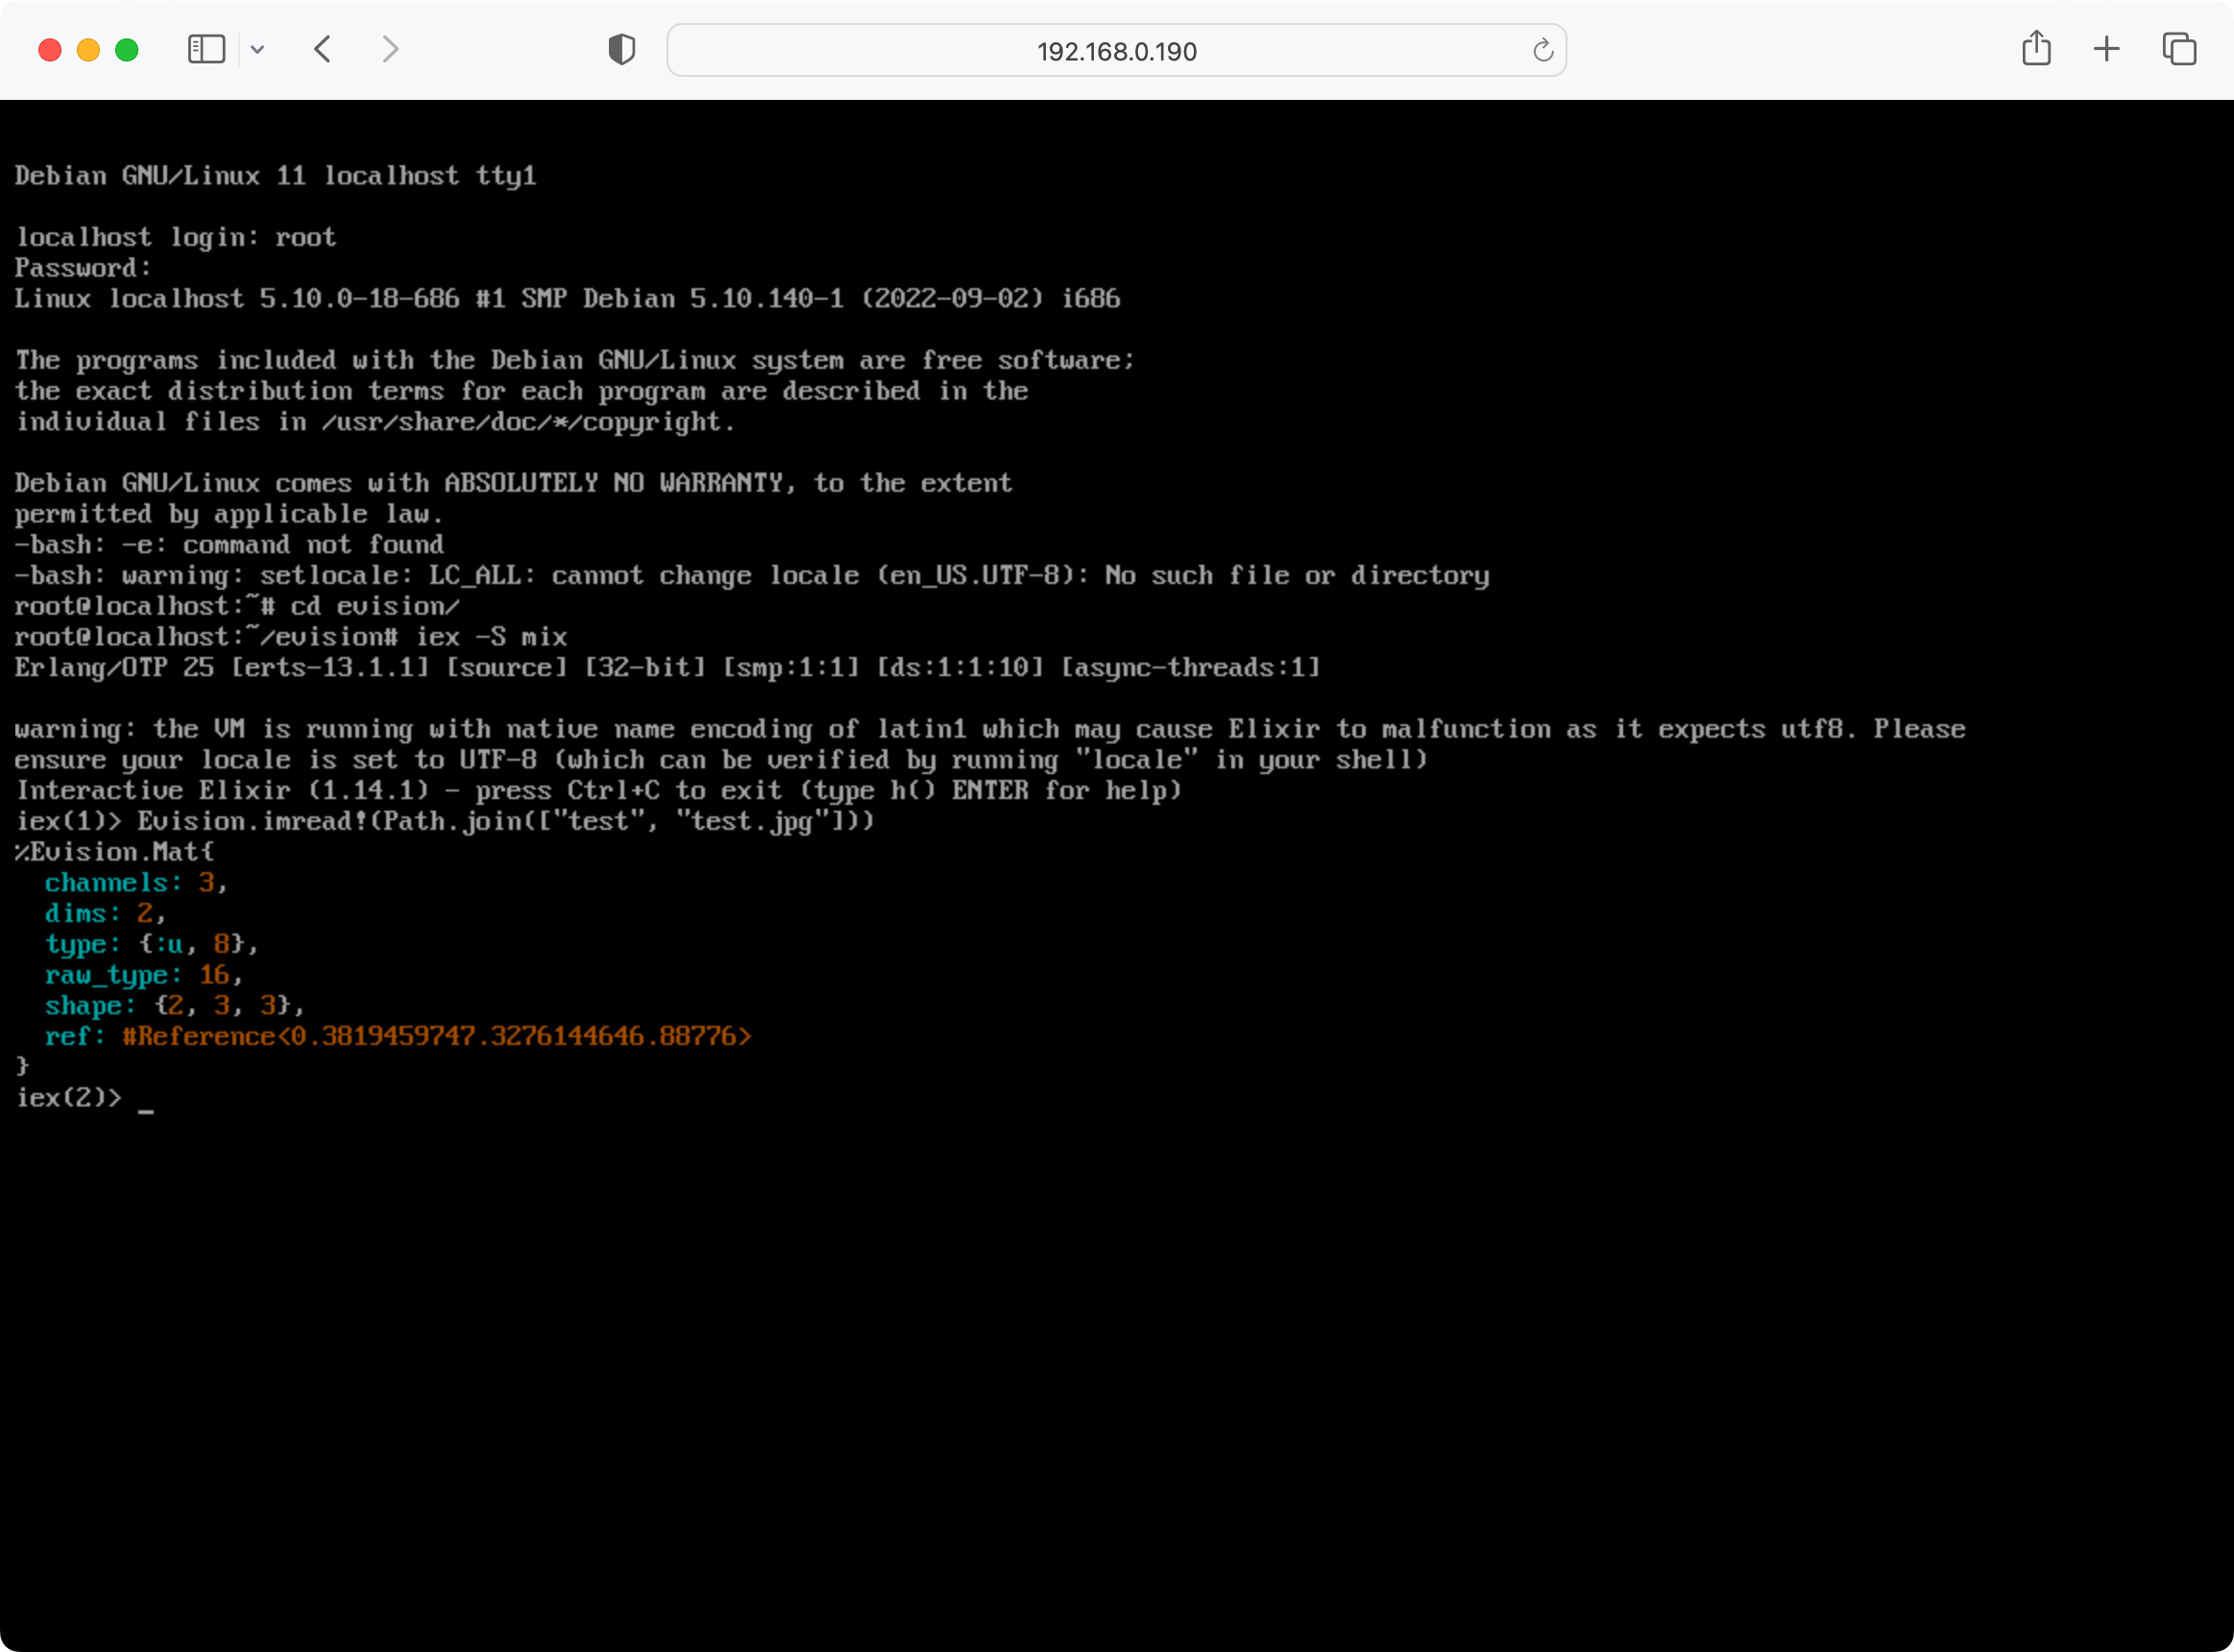 192.168.0.190
Debian GNU/Linux 11 localhost tty1
localhost login: root
Password:
Linux localhost 5.10.0-18-686 #1 SMP Debian 5.10.140-1 (2022-09-02) i686
The programs included with the Debian GNU/Linux system are free software;
the exact distribution terms for each program are described in the
individual files in /usr/share/doc/*/copyright.
Debian GNU/Linux comes with ABSOLUTELY NO WARRANTY, to the extent
permitted by applicable law.
-bash: -e: command not found
-bash: warning: setlocale: LC_ALL: cannot change locale (en_US.UTF-8): No such file or directory
root@localhost:~# cd evision/
root@localhost:~/evision# iex -S mix
Erlang/OTP 25 [erts-13.1.1] [source] [32-bit] [smp:1:1] [ds:1:1:10] [async-threads:1]
warning: the VM is running with native name encoding of latin1 which may cause Elixir to malfunction as it expects utf8. Please
ensure your locale is set to UTF-8 (which can be verified by running "locale" in your shell)
Interactive Elixir (1.14.1) - press Ctrl+C to exit (type h() ENTER for help)
iex(1)> Evision.imread!(Path.join(["test", "test.jpg"]))
%Evision.Mat{
  channels: 3,
  dims: 2,
  type: {:u, 8},
  raw_type: 16,
  shape: {2, 3, 3},
  ref: #Reference<0.3819459747.3276144646.88776>
}
iex(2)> _